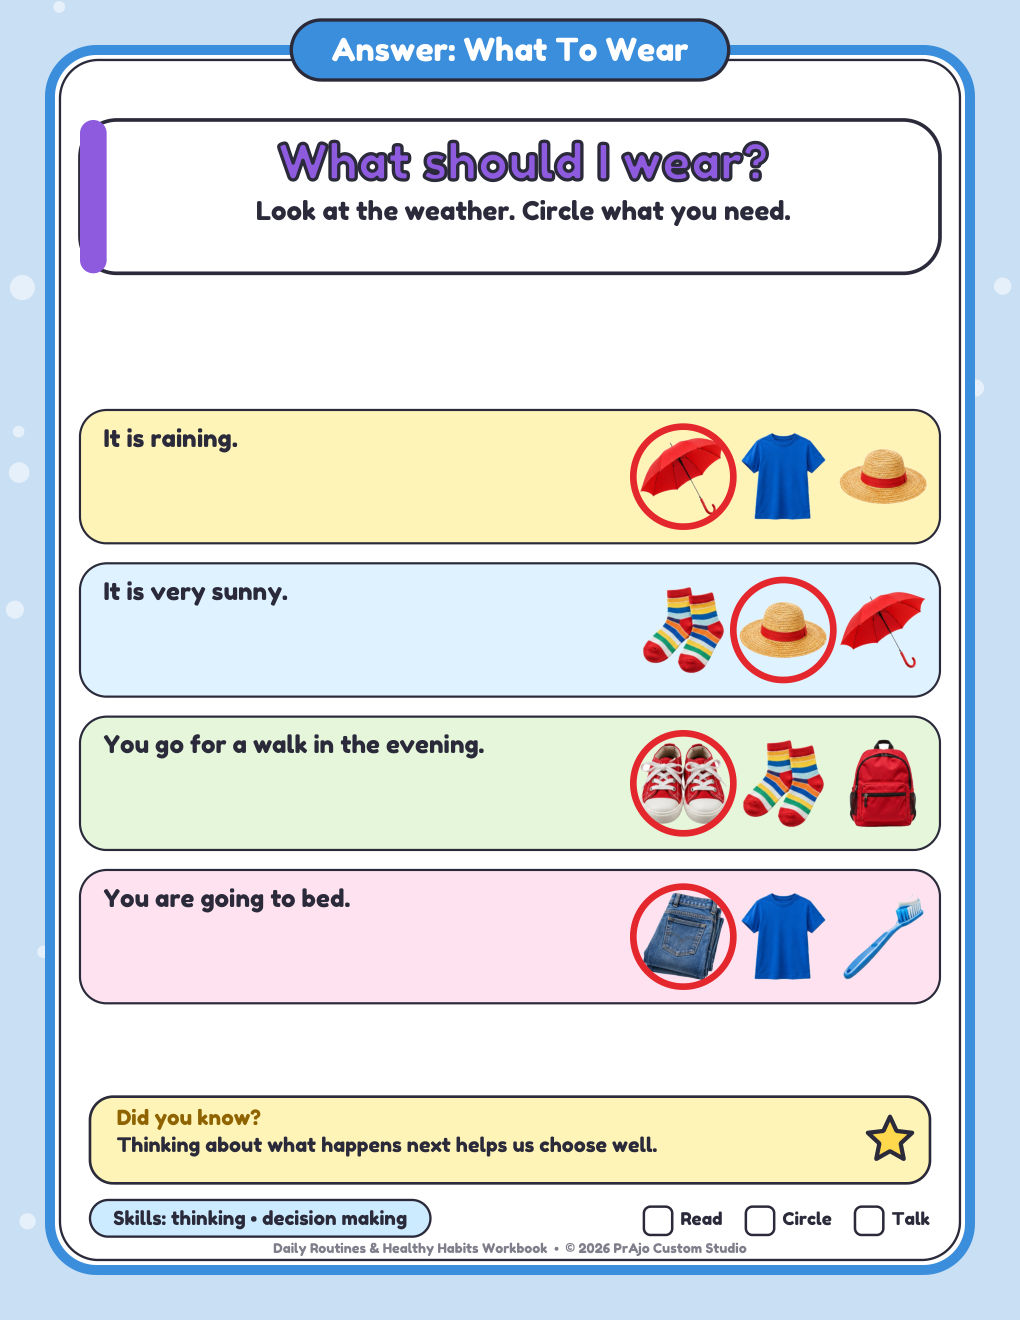 Answer: What To Wear
What should I wear?
Look at the weather. Circle what you need.
It is raining.
It is very sunny.
You go for a walk in the evening.
You are going to bed.
Did you know?
Thinking about what happens next helps us choose well.
Skills: thinking • decision making
Read
Circle
Talk
Daily Routines & Healthy Habits Workbook • © 2026 PrAjo Custom Studio